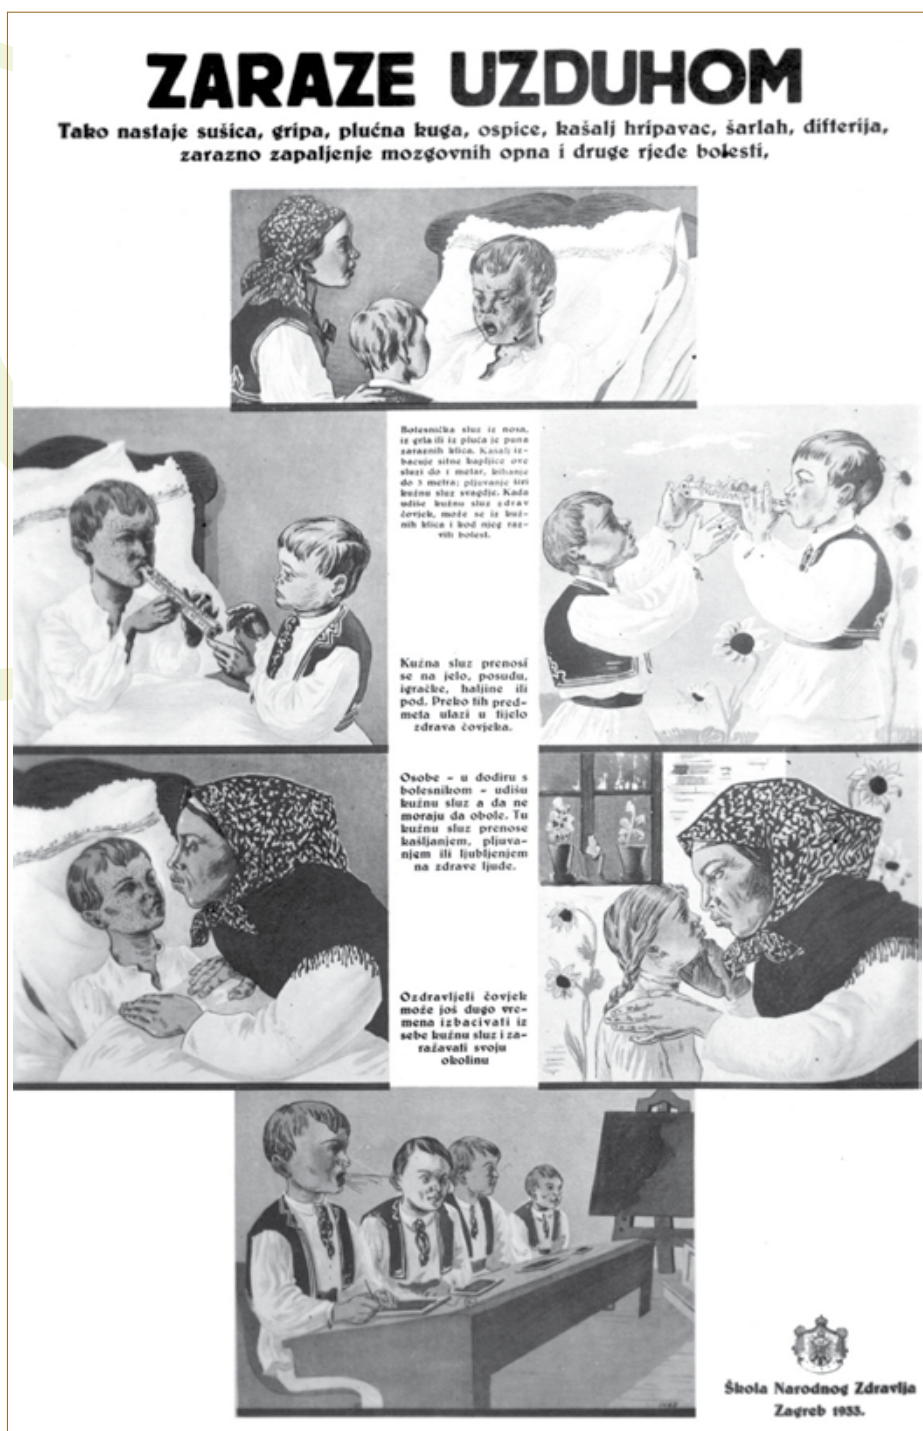 ZARAZE UZDUHOM
Tako nastaje sušica, gripa, plućna kuga, ospice, kašalj hripavac, šarlah, difterija,
zarazno zapaljenje mozgovnih opna i druge rjeđe bolesti,
Bolesnička sluz iz nosa,
iz grla ili iz pluća je puna
zaraznih klica. Kašalj iz-
bacuje sitne kapljice ove
sluzi do 1 metar, kihanje
do 3 metra; pljuvanje širi
kužnu sluz svagdje. Kada
udiše kužnu sluz zdrav
čovjek, može se iz kuž-
nih klica i kod njeg raz-
viti bolest.
Kužna sluz prenosi
se na jelo, posudu,
igračke, haljine ili
pod. Preko tih pred-
meta ulazi u tijelo
zdrava čovjeka.
Osobe - u dodiru s
bolesnikom - udišu
kužnu sluz a da ne
moraju da obole. Tu
kužnu sluz prenose
kašljanjem, pljuva-
njem ili ljubljenjem
na zdrave ljude.
Ozdravljeli čovjek
može još dugo vre-
mena izbacivati iz
sebe kužnu sluz i za-
ražavati svoju
okolinu
Škola Narodnog Zdravlja
Zagreb 1933.